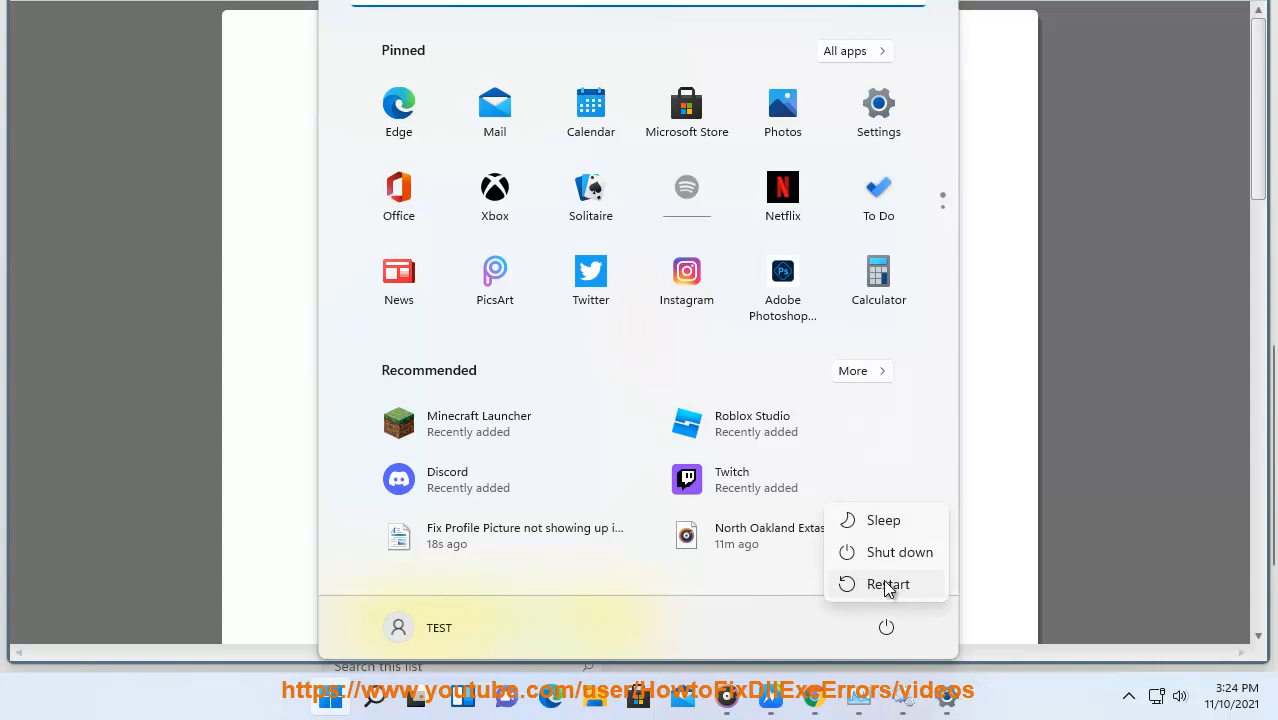 Pinned
All apps
Edge
Mail
Calendar
Microsoft Store
Photos
Settings
Office
Xbox
Solitaire
Netflix
To Do
News
PicsArt
Twitter
Instagram
Adobe
Photoshop...
Calculator
Recommended
More
Minecraft Launcher
Recently added
Roblox Studio
Recently added
Discord
Recently added
Twitch
Recently added
Fix Profile Picture not showing up i...
18s ago
North Oakland Extas
11m ago
Sleep
Shut down
Restart
TEST
Search this list
https://www.youtube.com/user/HowtoFixDllExeErrors/videos
3:24 PM
11/10/2021